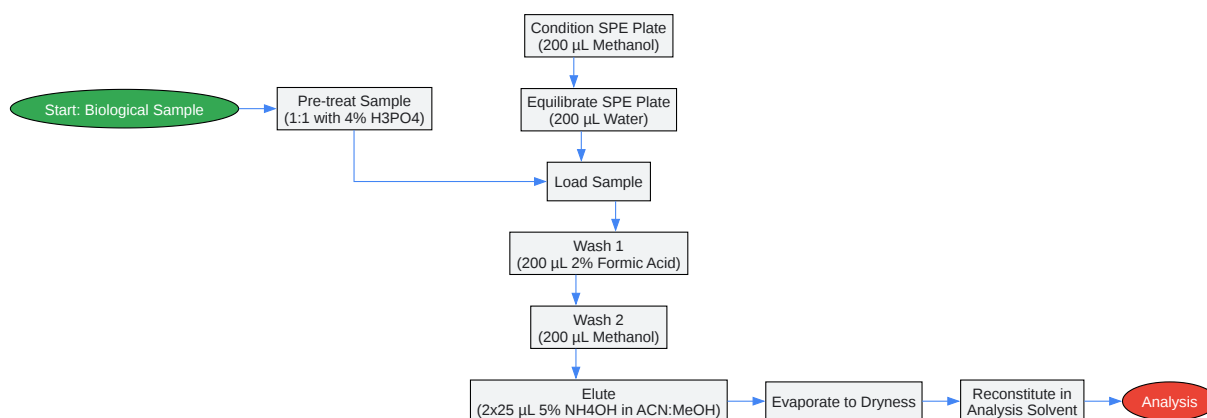 Condition SPE Plate
(200 µL Methanol)
Start: Biological Sample
Pre-treat Sample
(1:1 with 4% H3PO4)
Equilibrate SPE Plate
(200 µL Water)
Load Sample
Wash 1
(200 µL 2% Formic Acid)
Wash 2
(200 µL Methanol)
Elute
(2x25 µL 5% NH4OH in ACN:MeOH)
Evaporate to Dryness
Reconstitute in
Analysis Solvent
Analysis